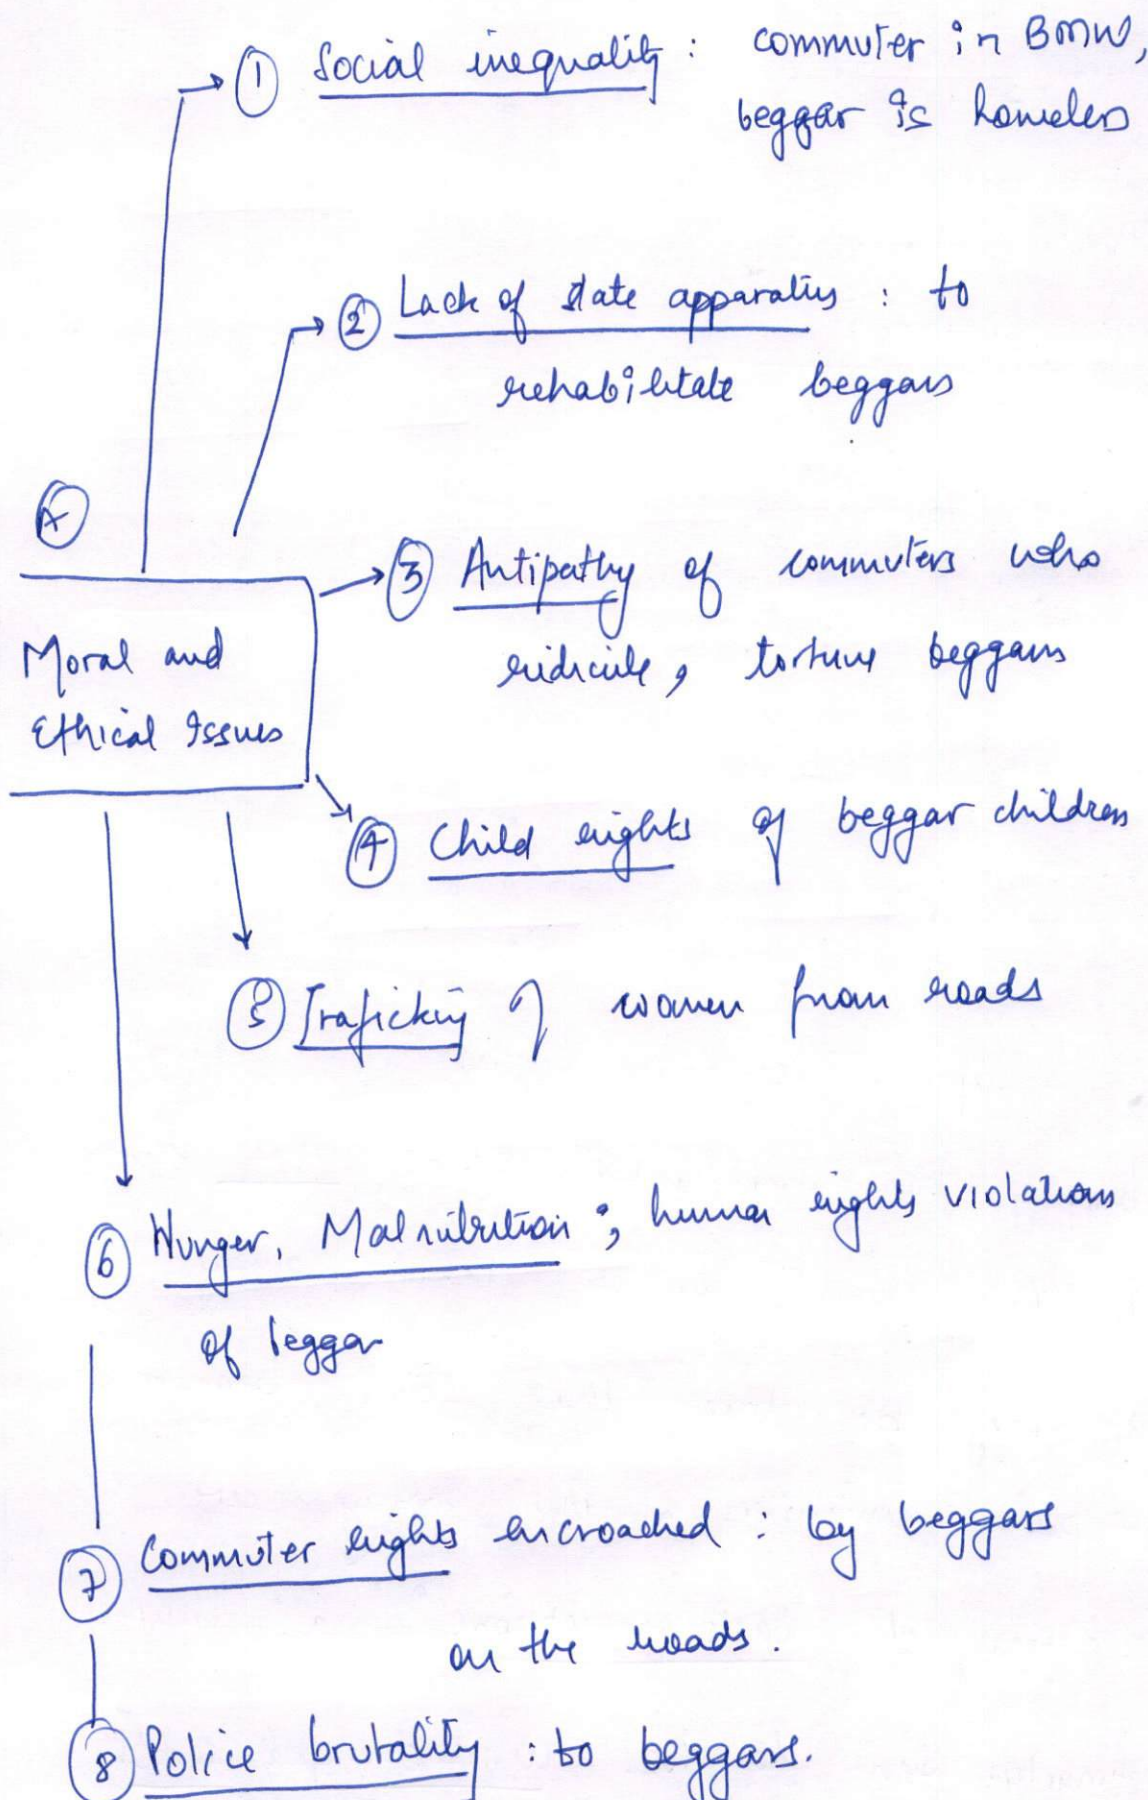 ① Social inequality : commuter in BMW,
beggar is homeless
② Lack of state apparatus : to
rehabilitate beggars
Ⓐ
③ Antipathy of commuters who
ridicule, torture beggars
Moral and
Ethical Issues
④ Child rights of beggar children
⑤ Traficking of women from roads
⑥ Hunger, Malnutrition ; human rights violations
of beggar
⑦ Commuter rights encroached : by beggars
on the roads.
⑧ Police brutality : to beggars.